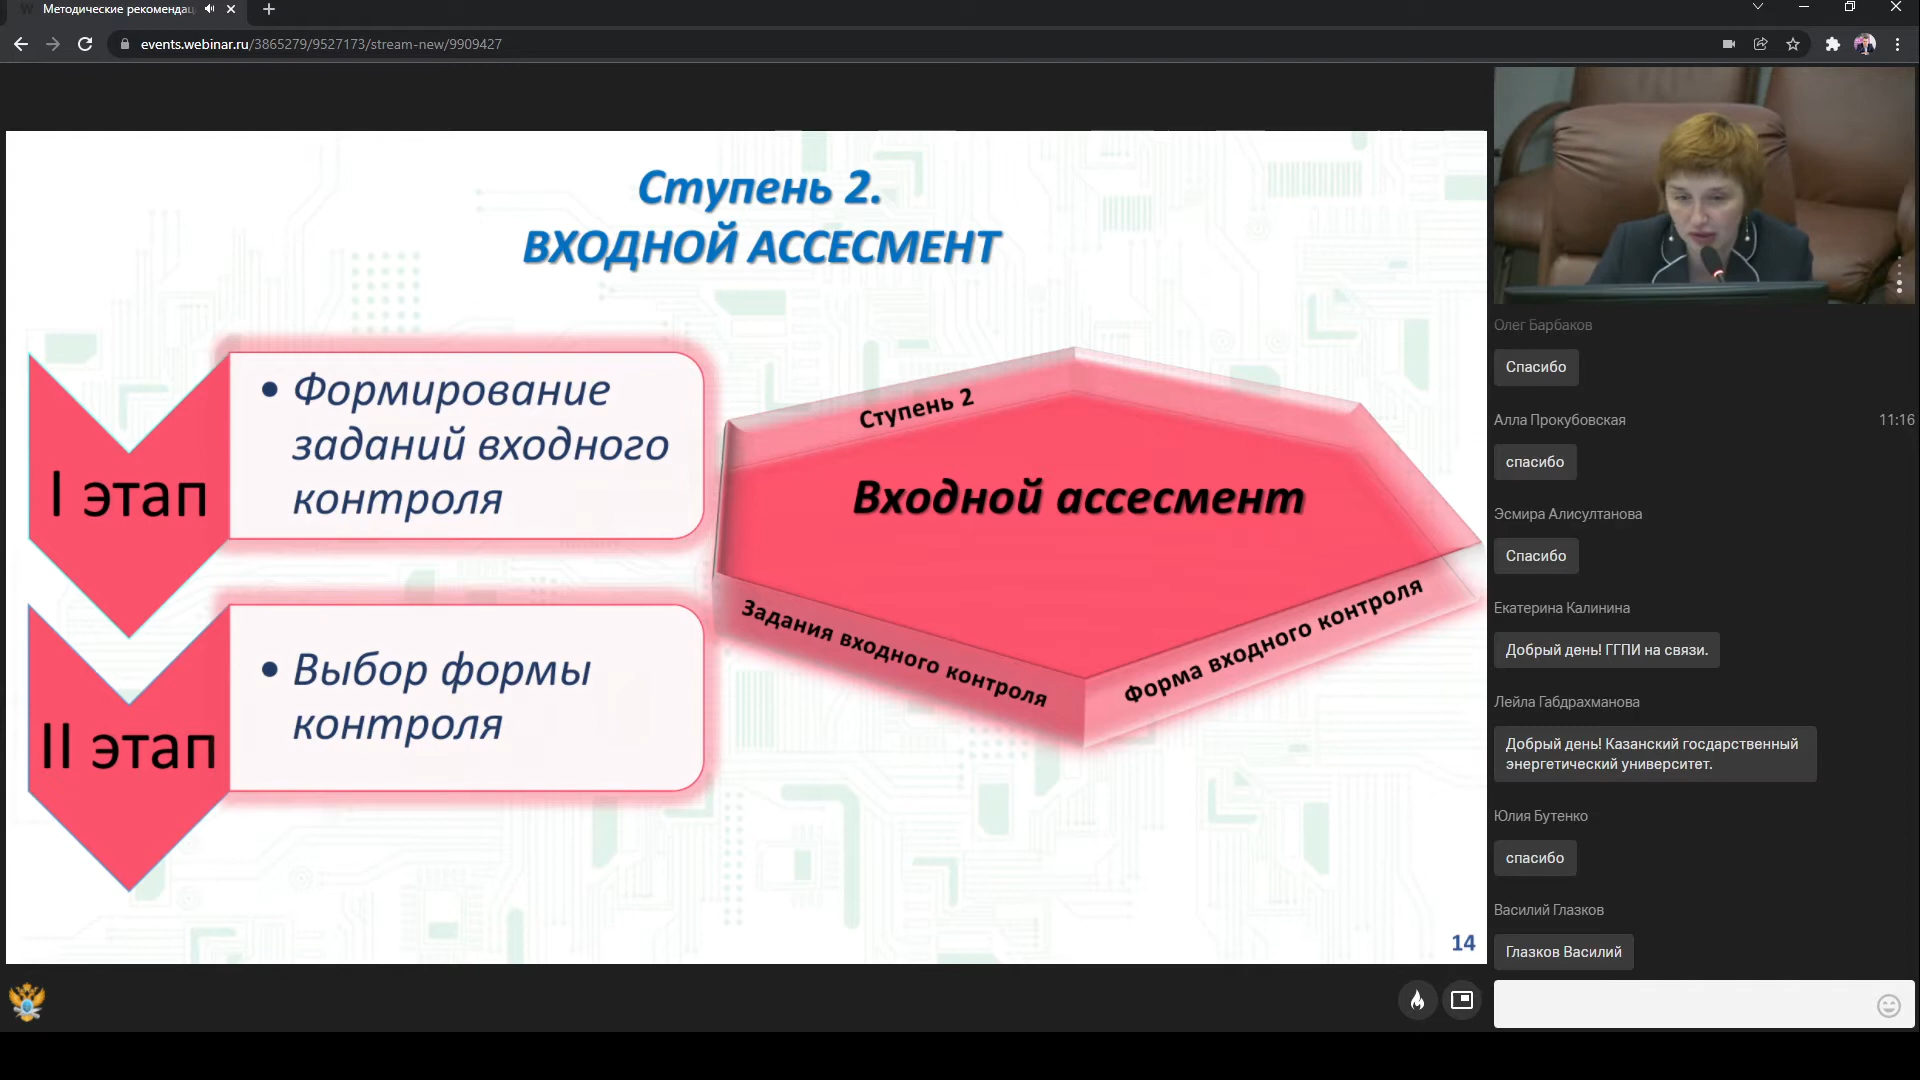 Методические рекомендац
events.webinar.ru/3865279/9527173/stream-new/9909427
Ступень 2.
ВХОДНОЙ АССЕСМЕНТ
I этап
• Формирование
заданий входного
контроля
II этап
• Выбор формы
контроля
Ступень 2
Входной ассесмент
Задания входного контроля
Форма входного контроля
14
Олег Барбаков
Спасибо
Алла Прокубовская
11:16
спасибо
Эсмира Алисултанова
Спасибо
Екатерина Калинина
Добрый день! ГГПИ на связи.
Лейла Габдрахманова
Добрый день! Казанский госдарственный
энергетический университет.
Юлия Бутенко
спасибо
Василий Глазков
Глазков Василий